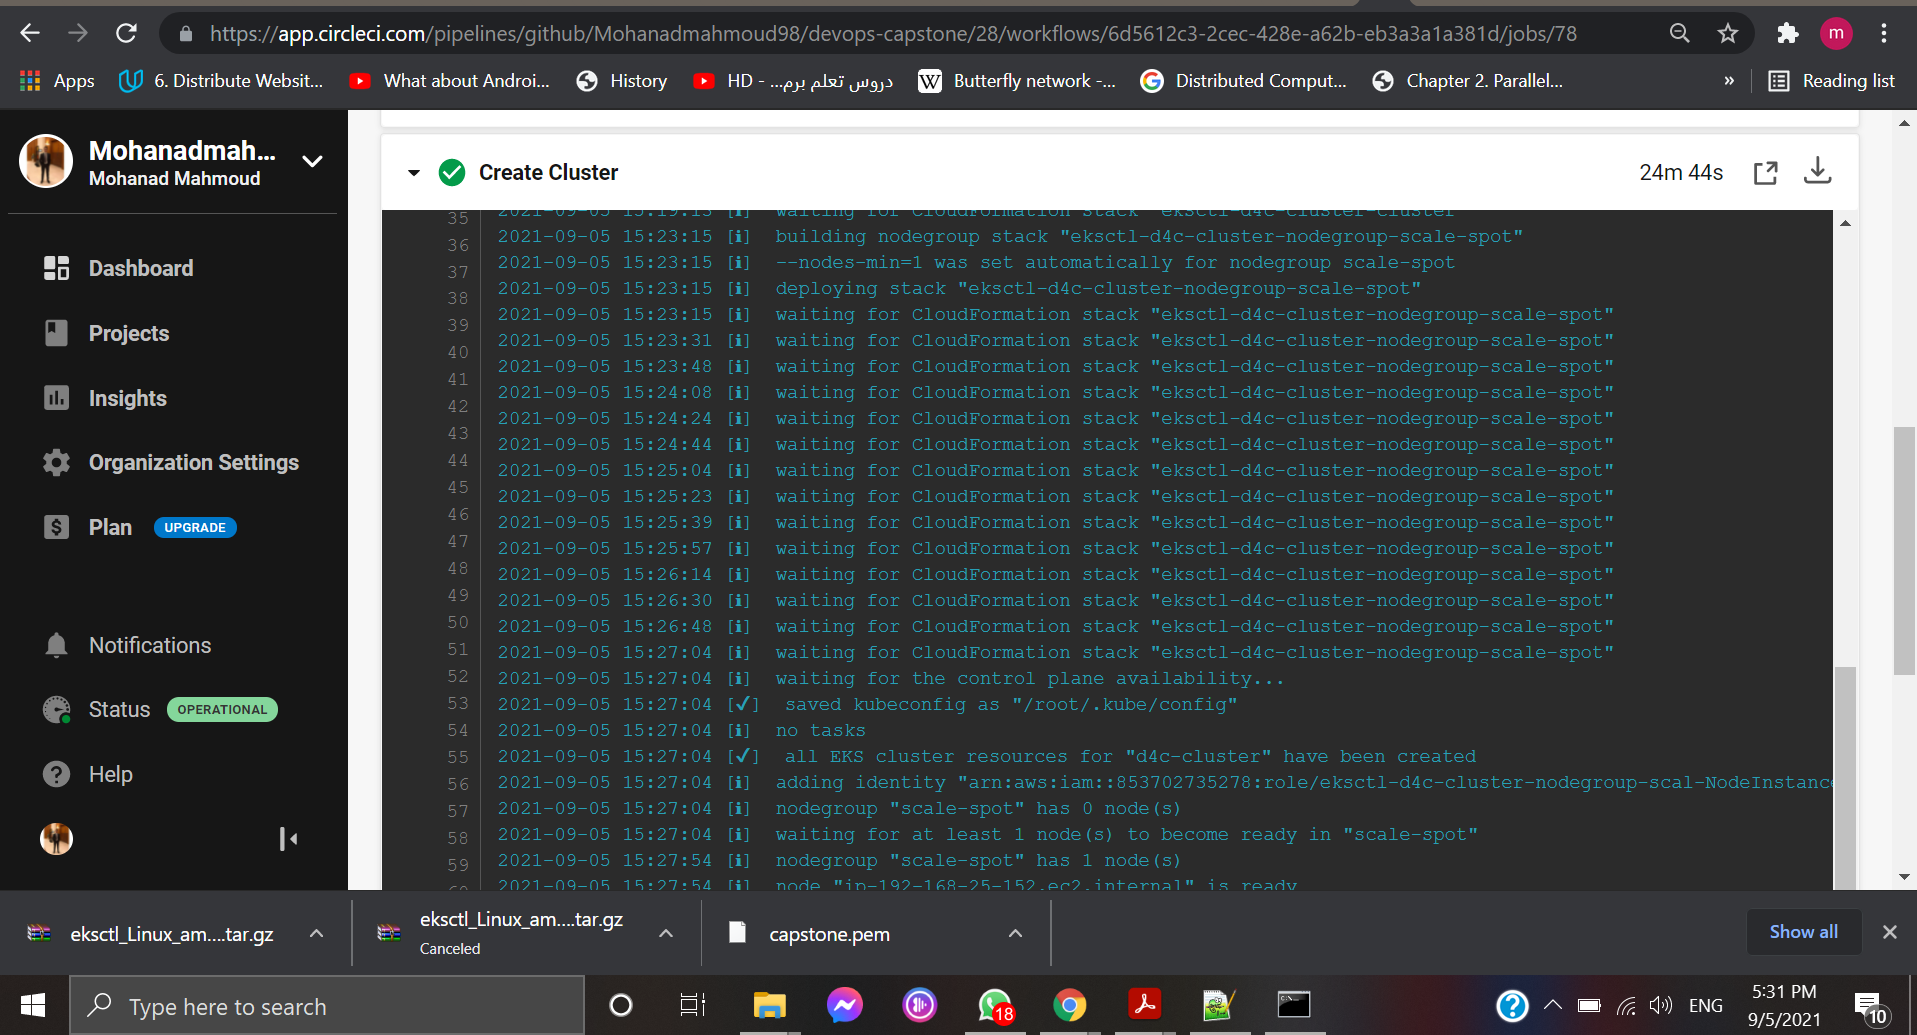 https://app.circleci.com/pipelines/github/Mohanadmahmoud98/devops-capstone/28/workflows/6d5612c3-2cec-428e-a62b-eb3a3a1a381d/jobs/78
m
Apps
6. Distribute Websit...
What about Androi...
History
HD - ...دروس تعلم برم
W
Butterfly network -...
Distributed Comput...
Chapter 2. Parallel...
»
Reading list
Mohanadmah...
Mohanad Mahmoud
Dashboard
Projects
Insights
Organization Settings
Plan UPGRADE
Notifications
Status OPERATIONAL
Help
Create Cluster
24m 44s
35 2021-09-05 15:19:13 [i] waiting for CloudFormation stack "eksctl-d4c-cluster-cluster"
36 2021-09-05 15:23:15 [i] building nodegroup stack "eksctl-d4c-cluster-nodegroup-scale-spot"
37 2021-09-05 15:23:15 [i] --nodes-min=1 was set automatically for nodegroup scale-spot
38 2021-09-05 15:23:15 [i] deploying stack "eksctl-d4c-cluster-nodegroup-scale-spot"
39 2021-09-05 15:23:15 [i] waiting for CloudFormation stack "eksctl-d4c-cluster-nodegroup-scale-spot"
40 2021-09-05 15:23:31 [i] waiting for CloudFormation stack "eksctl-d4c-cluster-nodegroup-scale-spot"
41 2021-09-05 15:23:48 [i] waiting for CloudFormation stack "eksctl-d4c-cluster-nodegroup-scale-spot"
42 2021-09-05 15:24:08 [i] waiting for CloudFormation stack "eksctl-d4c-cluster-nodegroup-scale-spot"
43 2021-09-05 15:24:24 [i] waiting for CloudFormation stack "eksctl-d4c-cluster-nodegroup-scale-spot"
44 2021-09-05 15:24:44 [i] waiting for CloudFormation stack "eksctl-d4c-cluster-nodegroup-scale-spot"
45 2021-09-05 15:25:04 [i] waiting for CloudFormation stack "eksctl-d4c-cluster-nodegroup-scale-spot"
46 2021-09-05 15:25:23 [i] waiting for CloudFormation stack "eksctl-d4c-cluster-nodegroup-scale-spot"
47 2021-09-05 15:25:39 [i] waiting for CloudFormation stack "eksctl-d4c-cluster-nodegroup-scale-spot"
48 2021-09-05 15:25:57 [i] waiting for CloudFormation stack "eksctl-d4c-cluster-nodegroup-scale-spot"
49 2021-09-05 15:26:14 [i] waiting for CloudFormation stack "eksctl-d4c-cluster-nodegroup-scale-spot"
50 2021-09-05 15:26:30 [i] waiting for CloudFormation stack "eksctl-d4c-cluster-nodegroup-scale-spot"
51 2021-09-05 15:26:48 [i] waiting for CloudFormation stack "eksctl-d4c-cluster-nodegroup-scale-spot"
52 2021-09-05 15:27:04 [i] waiting for CloudFormation stack "eksctl-d4c-cluster-nodegroup-scale-spot"
53 2021-09-05 15:27:04 [i] waiting for the control plane availability...
54 2021-09-05 15:27:04 [✓] saved kubeconfig as "/root/.kube/config"
55 2021-09-05 15:27:04 [i] no tasks
56 2021-09-05 15:27:04 [✓] all EKS cluster resources for "d4c-cluster" have been created
57 2021-09-05 15:27:04 [i] adding identity "arn:aws:iam::853702735278:role/eksctl-d4c-cluster-nodegroup-scal-NodeInstance
58 2021-09-05 15:27:04 [i] nodegroup "scale-spot" has 0 node(s)
59 2021-09-05 15:27:04 [i] waiting for at least 1 node(s) to become ready in "scale-spot"
60 2021-09-05 15:27:54 [i] nodegroup "scale-spot" has 1 node(s)
2021-09-05 15:27:54 [i] node "ip-192-168-25-152.ec2.internal" is ready
eksctl_Linux_am....tar.gz
eksctl_Linux_am....tar.gz
Canceled
capstone.pem
Show all
Type here to search
18
ENG
5:31 PM
9/5/2021
10